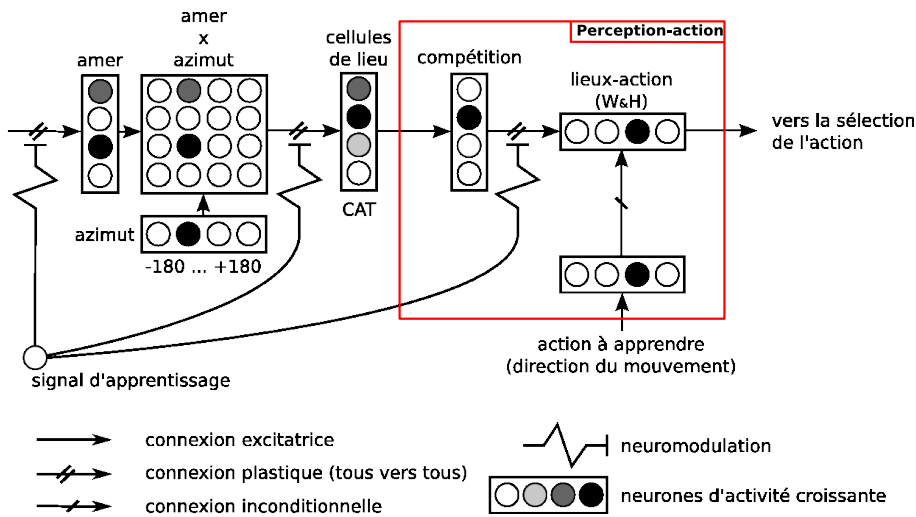 amer
x
azimut
amer
cellules
de lieu
Perception-action
compétition
lieux-action
(W&H)
vers la sélection
de l'action
CAT
azimut
-180 ... +180
action à apprendre
(direction du mouvement)
signal d'apprentissage
connexion excitatrice
connexion plastique (tous vers tous)
connexion inconditionnelle
neuromodulation
neurones d'activité croissante